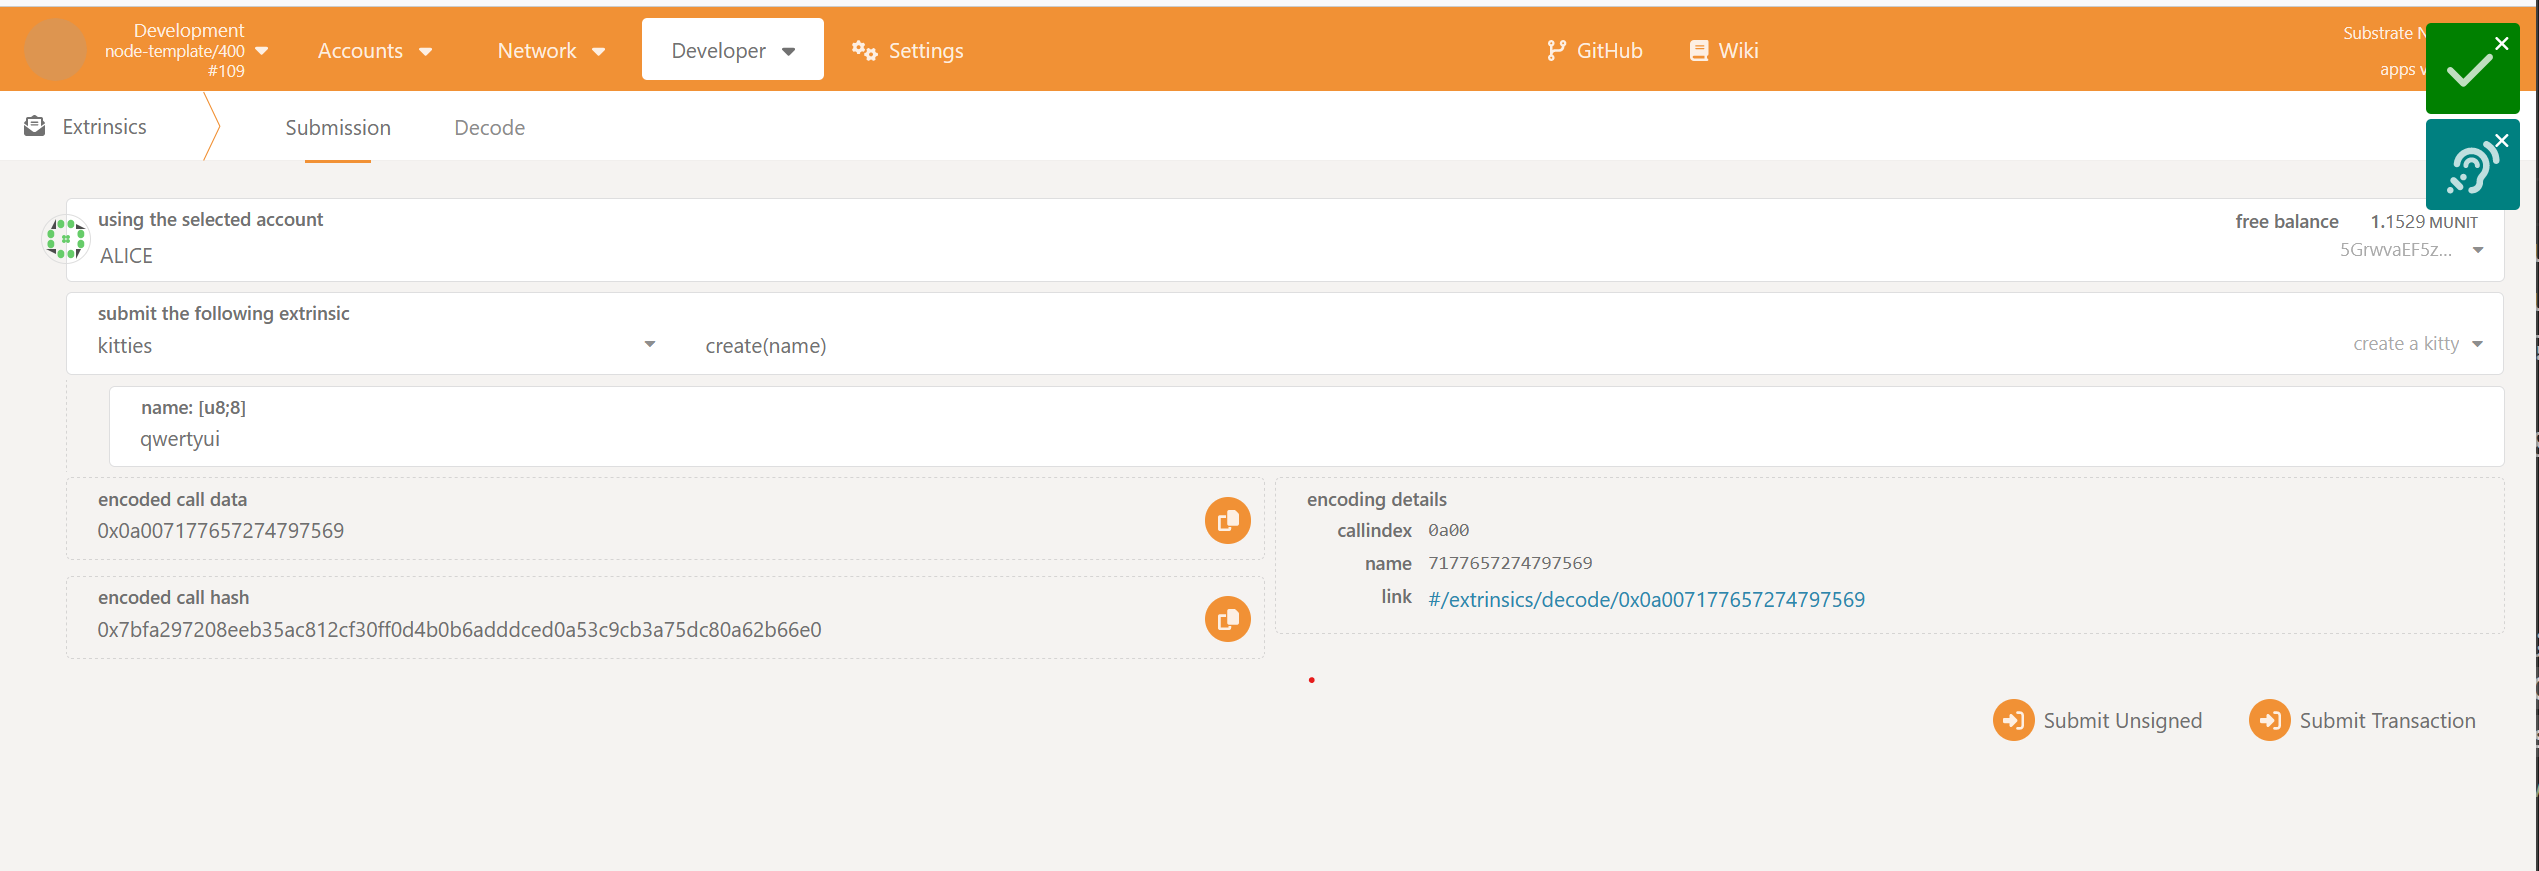 Development
node-template/400
#109
Accounts
Network
Developer
Settings
GitHub
Wiki
Substrate
apps
Extrinsics
Submission
Decode
using the selected account
ALICE
free balance 1.1529 MUNIT
5GrwvaEF5z...
submit the following extrinsic
kitties
create(name)
create a kitty
name: [u8;8]
qwertyui
encoded call data
0x0a007177657274797569
encoding details
callindex 0a00
name 7177657274797569
link #/extrinsics/decode/0x0a007177657274797569
encoded call hash
0x7bfa297208eeb35ac812cf30ff0d4b0b6adddced0a53c9cb3a75dc80a62b66e0
Submit Unsigned
Submit Transaction